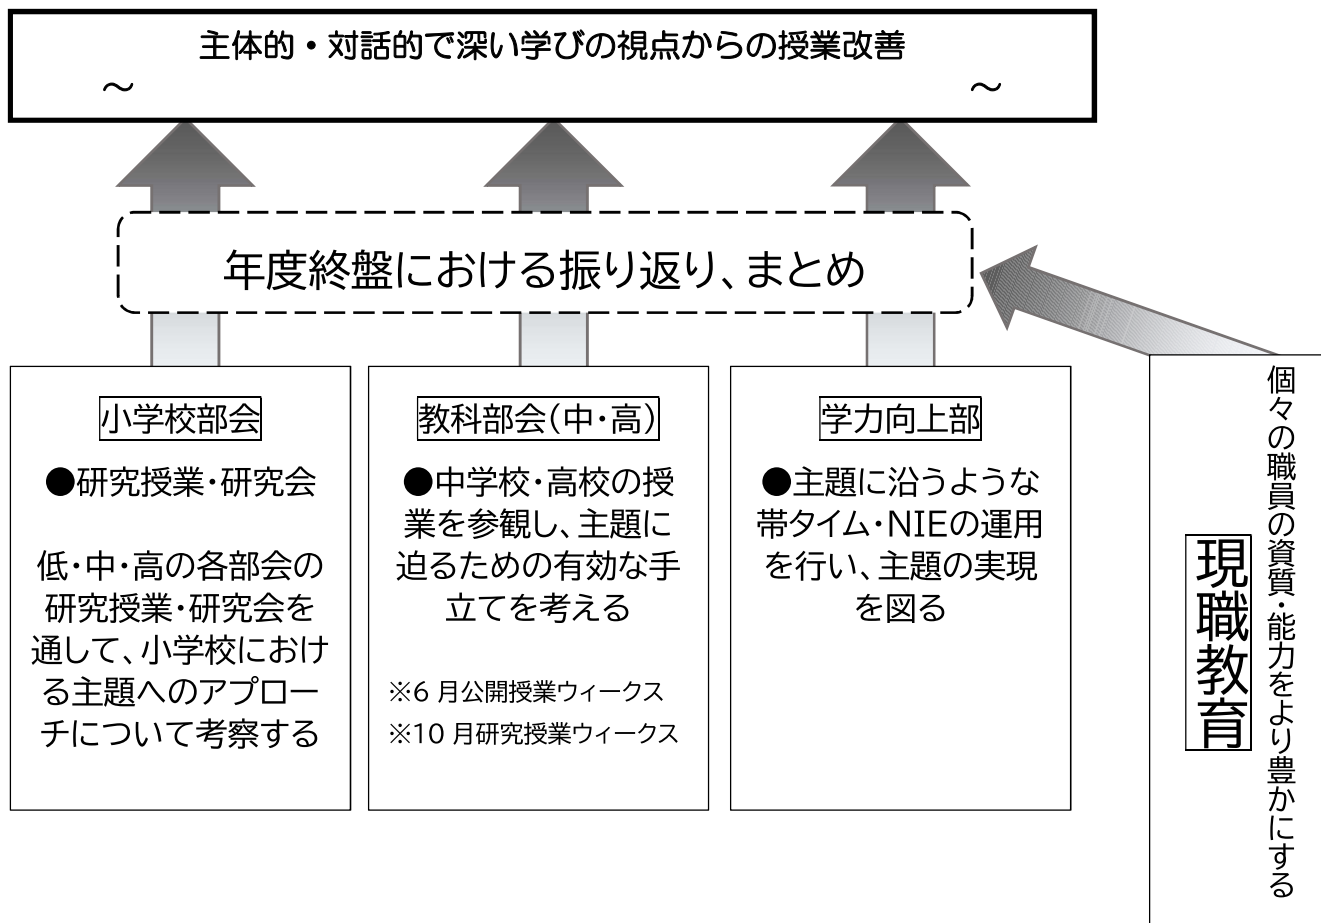 主体的・対話的で深い学びの視点からの授業改善
～　　　　　　　　　　　　　　　　　　　　～
年度終盤における振り返り、まとめ
小学校部会
●研究授業・研究会
低・中・高の各部会の
研究授業・研究会を
通して、小学校におけ
る主題へのアプロー
チについて考察する
教科部会(中・高)
●中学校・高校の授
業を参観し、主題に
迫るための有効な手
立てを考える
※6 月公開授業ウィークス
※10 月研究授業ウィークス
学力向上部
●主題に沿うような
帯タイム・NIEの運用
を行い、主題の実現
を図る
個々の職員の資質・能力をより豊かにする
現職教育